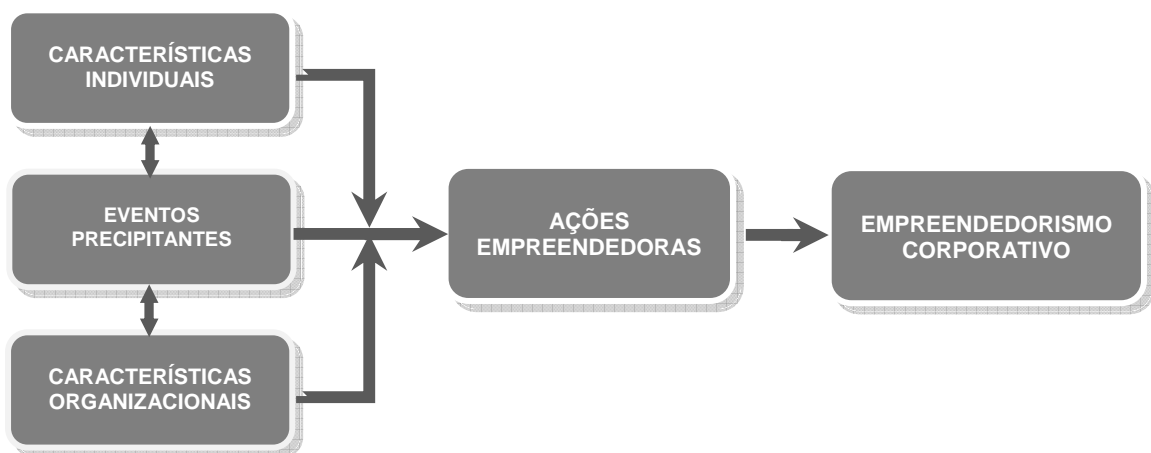 CARACTERÍSTICAS
INDIVIDUAIS
EVENTOS
PRECIPITANTES
CARACTERÍSTICAS
ORGANIZACIONAIS
AÇÕES
EMPREENDEDORAS
EMPREENDEDORISMO
CORPORATIVO